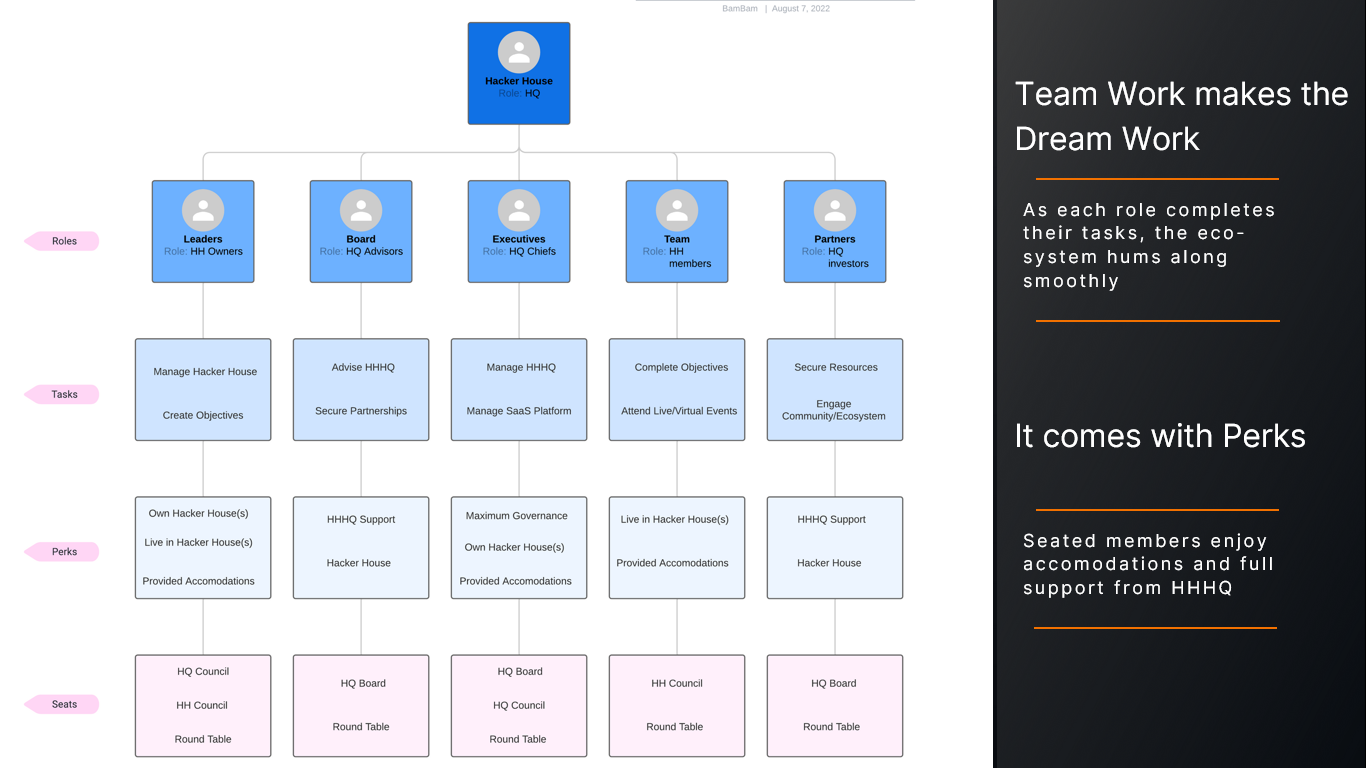 BamBam | August 7, 2022
Hacker House
Role: HQ
Roles
Leaders
Role: HH Owners
Board
Role: HQ Advisors
Executives
Role: HQ Chiefs
Team
Role: HH
members
Partners
Role: HQ
investors
Tasks
Manage Hacker House
Create Objectives
Advise HHHQ
Secure Partnerships
Manage HHHQ
Manage SaaS Platform
Complete Objectives
Attend Live/Virtual Events
Secure Resources
Engage
Community/Ecosystem
Perks
Own Hacker House(s)
Live in Hacker House(s)
Provided Accomodations
HHHQ Support
Hacker House
Maximum Governance
Own Hacker House(s)
Provided Accomodations
Live in Hacker House(s)
Provided Accomodations
HHHQ Support
Hacker House
Seats
HQ Council
HH Council
Round Table
HQ Board
Round Table
HQ Board
HQ Council
Round Table
HH Council
Round Table
HQ Board
Round Table
Team Work makes the
Dream Work
As each role completes
their tasks, the eco-
system hums along
smoothly
It comes with Perks
Seated members enjoy
accomodations and full
support from HHHQ